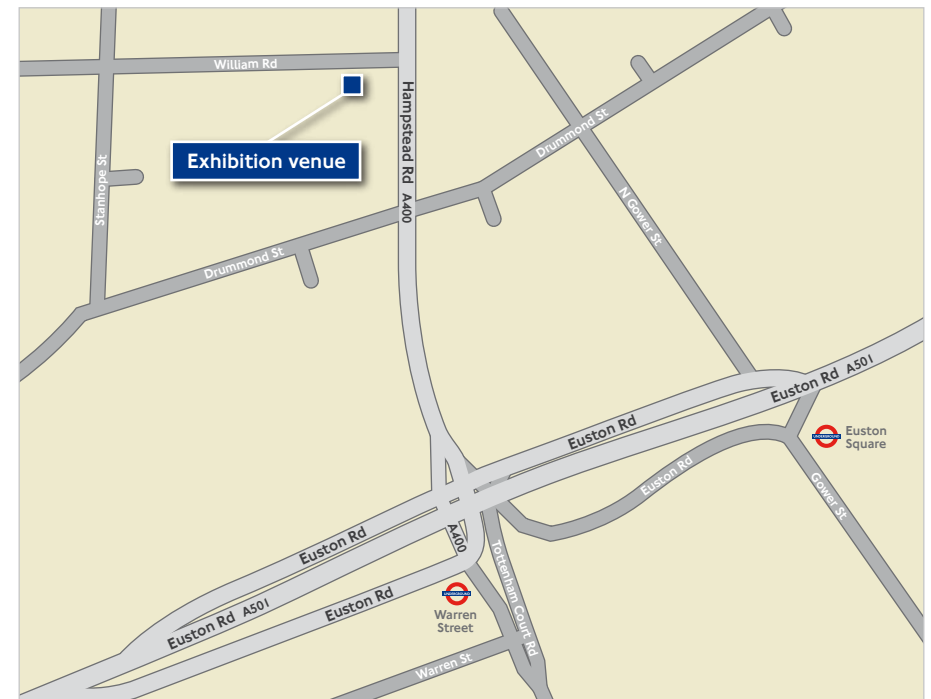 William Rd
Hampstead Rd A400
Exhibition venue
Stanhope St
Drummond St
Drummond St
N Gower St
Euston Rd A501
Euston Rd
UNDERGROUND
Euston
Square
Euston Rd
Gower St
Euston Rd
A400
Tottenham Court Rd
UNDERGROUND
Warren
Street
Euston Rd
Euston Rd A501
Warren St